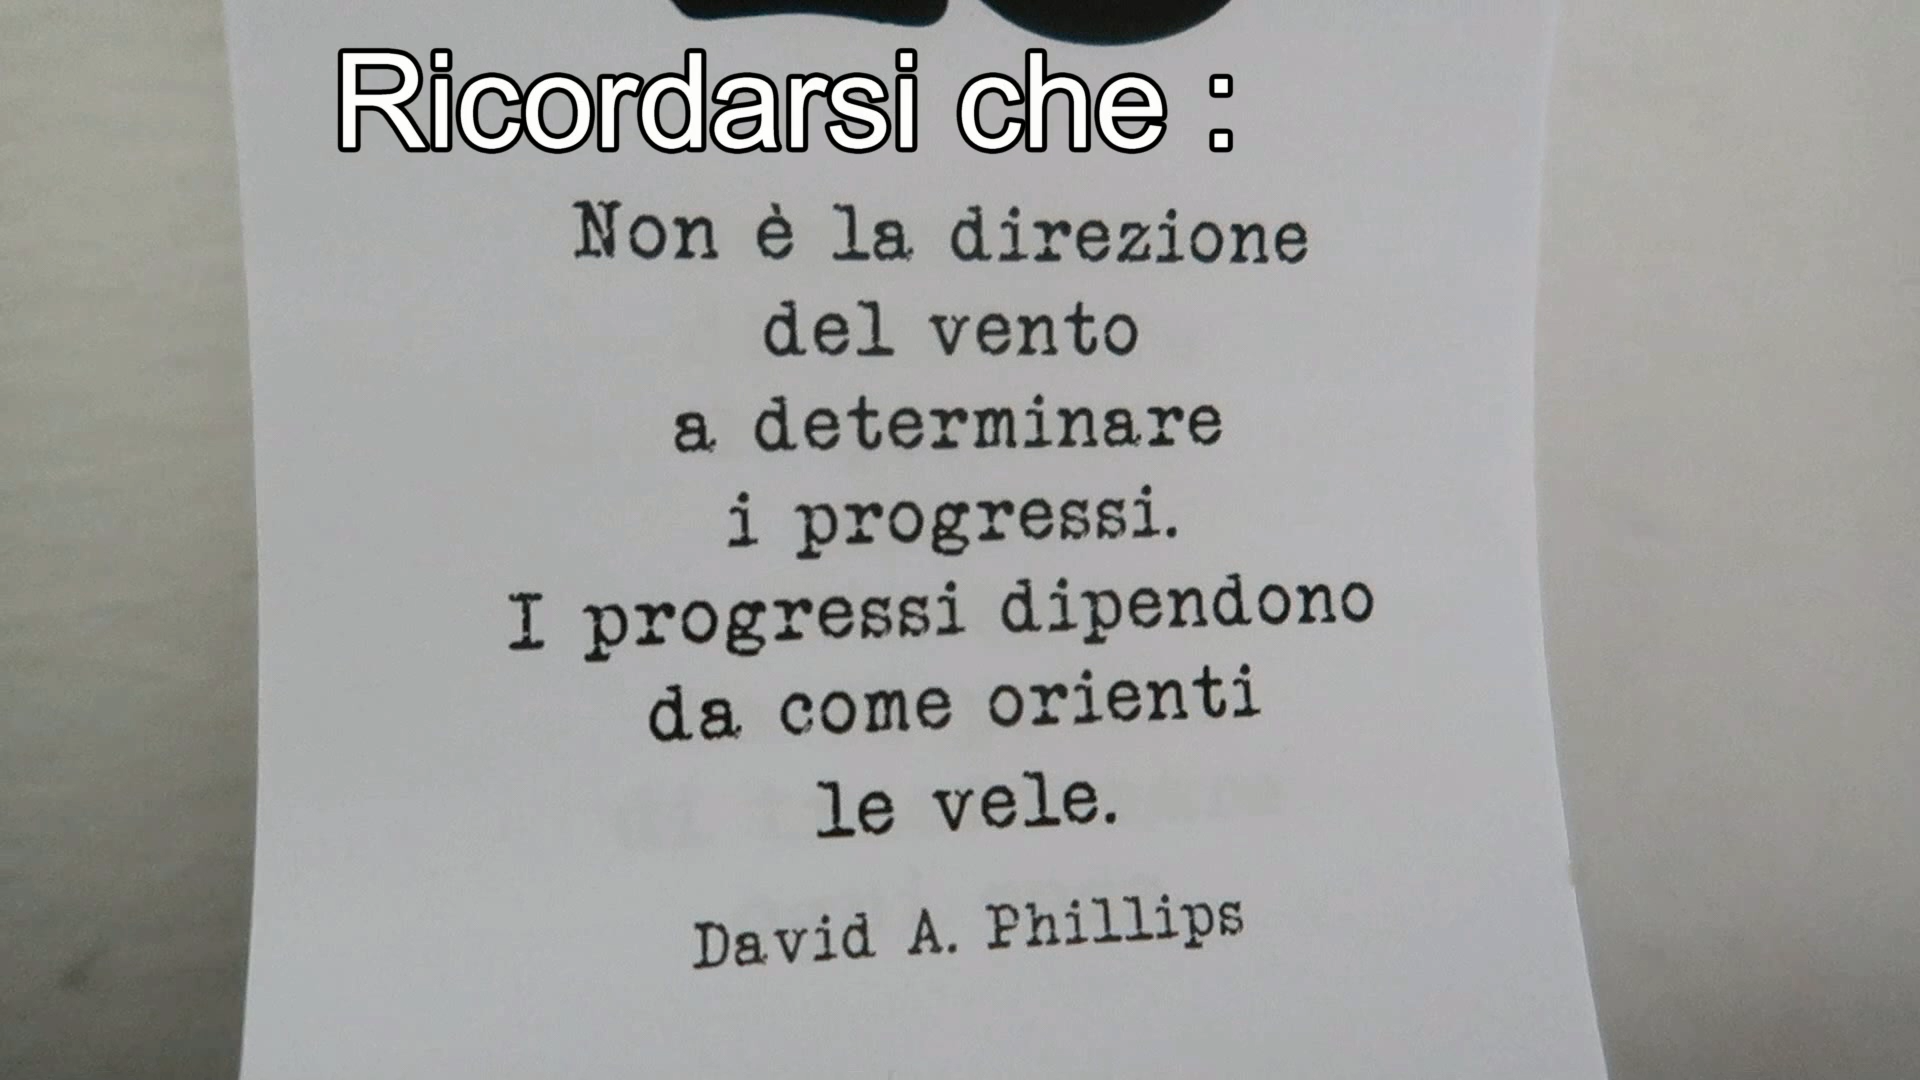 Ricordarsi che :
Non è la direzione
del vento
a determinare
i progressi.
I progressi dipendono
da come orienti
le vele.
David A. Phillips